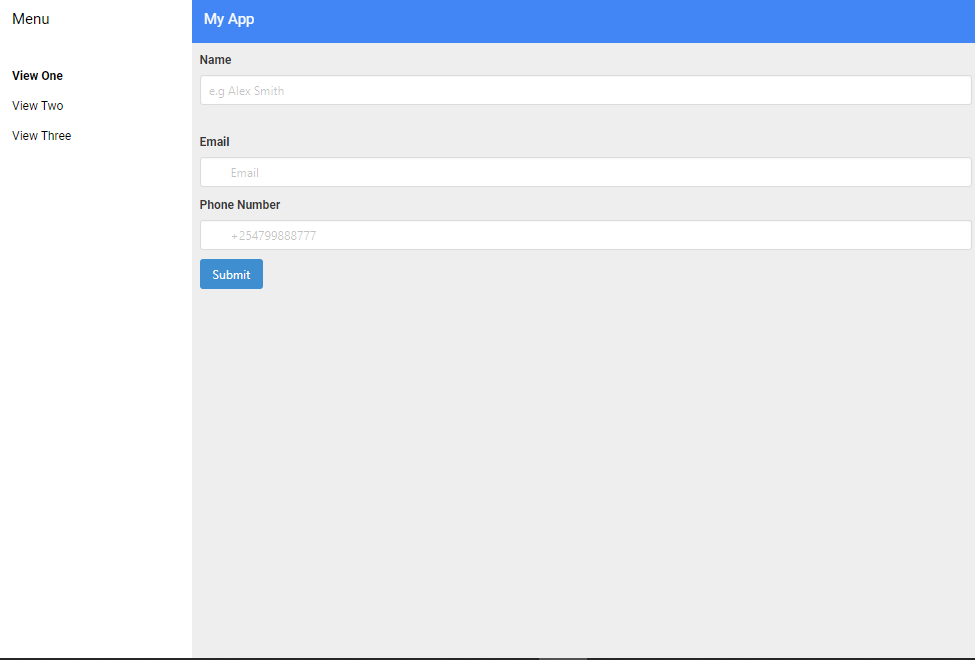 Menu
My App
View One
View Two
View Three
Name
e.g Alex Smith
Email
Email
Phone Number
+254799888777
Submit